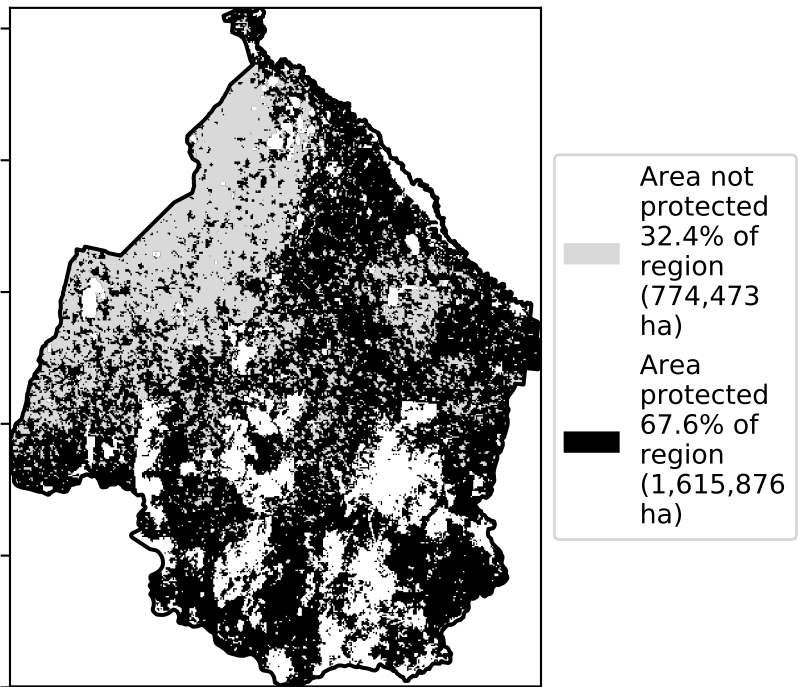 Area not
protected
32.4% of
region
(774,473
ha)
Area
protected
67.6% of
region
(1,615,876
ha)